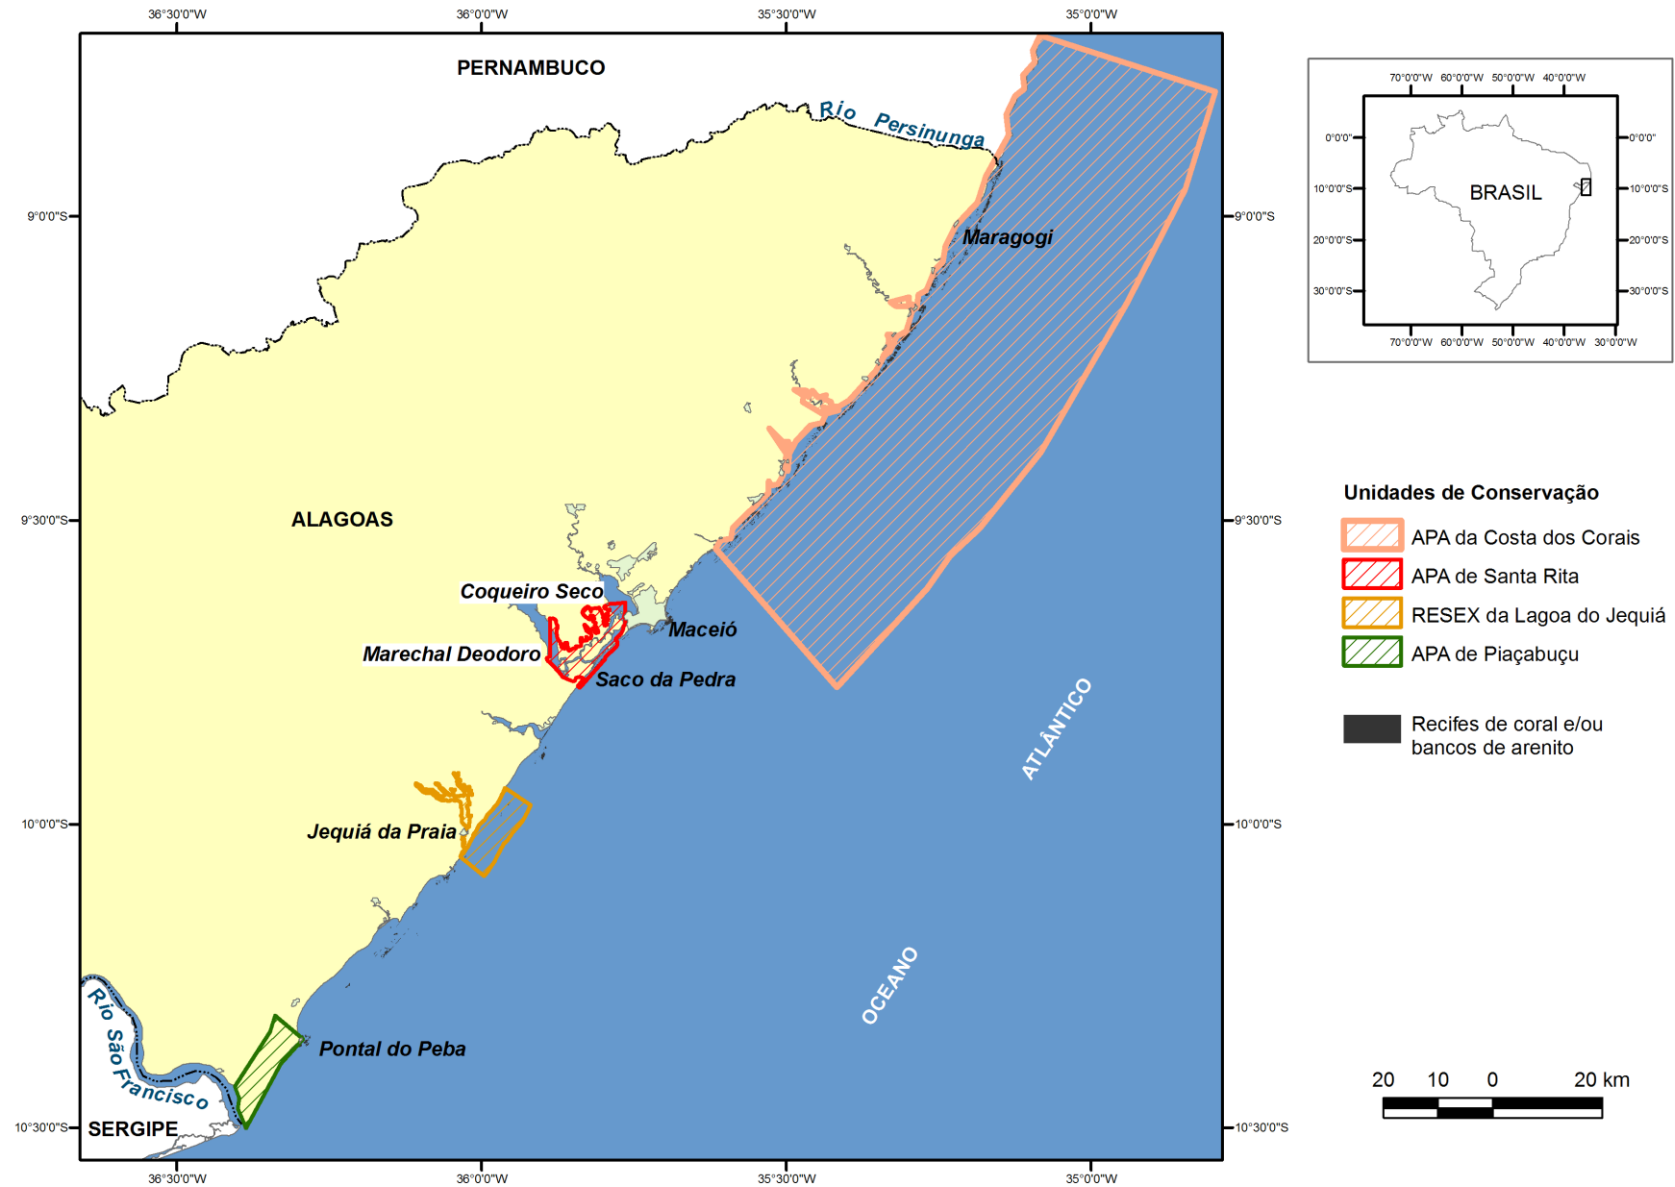 36°30'0"W 36°0'0"W 35°30'0"W 35°0'0"W
PERNAMBUCO
Rio Persinunga
9°0'0"S 9°0'0"S
Maragogi
ALAGOAS
9°30'0"S 9°30'0"S
Coqueiro Seco
Maceió
Marechal Deodoro
Saco da Pedra
ATLÂNTICO
10°0'0"S 10°0'0"S
Jequiá da Praia
OCEANO
Rio São Francisco
Pontal do Peba
SERGIPE
10°30'0"S 10°30'0"S
36°30'0"W 36°0'0"W 35°30'0"W 35°0'0"W
70°0'0"W 60°0'0"W 50°0'0"W 40°0'0"W
0°0'0" 0°0'0"
10°0'0"S 10°0'0"S
BRASIL
20°0'0"S 20°0'0"S
30°0'0"S 30°0'0"S
70°0'0"W 60°0'0"W 50°0'0"W 40°0'0"W 30°0'0"W
Unidades de Conservação
APA da Costa dos Corais
APA de Santa Rita
RESEX da Lagoa do Jequiá
APA de Piaçabuçu
Recifes de coral e/ou
bancos de arenito
20 10 0 20 km